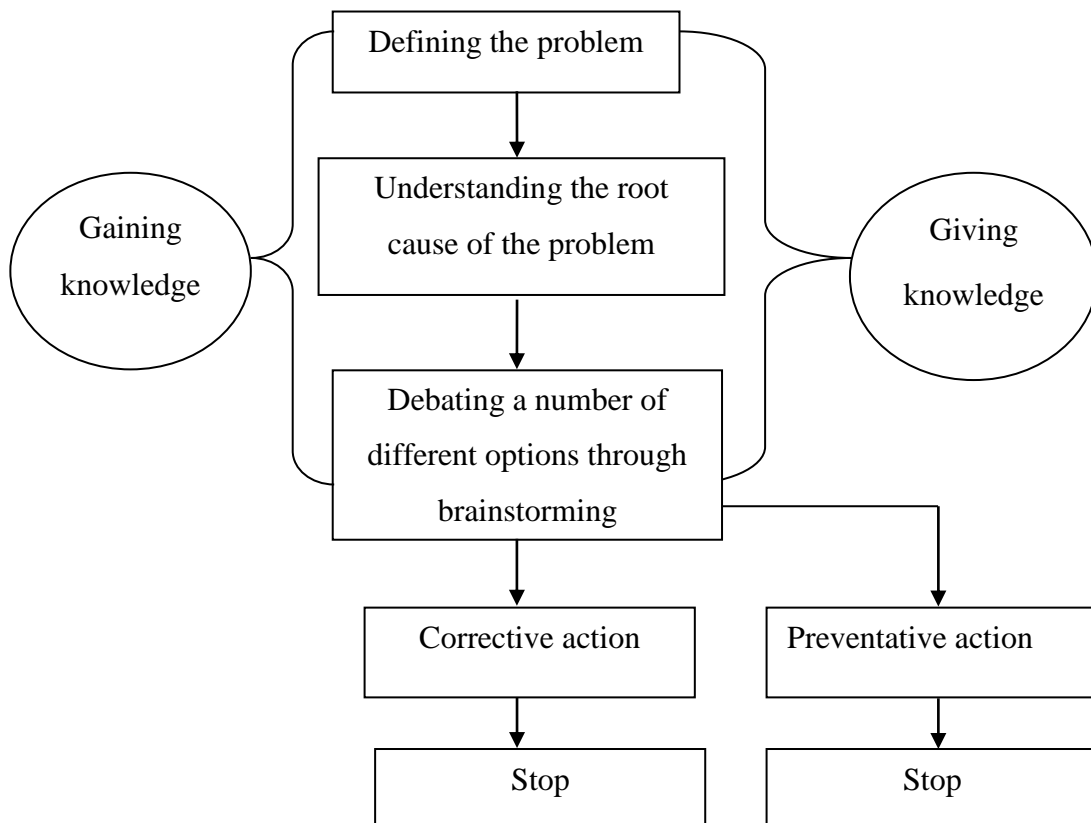 Defining the problem
Understanding the root
cause of the problem
Gaining
knowledge
Giving
knowledge
Debating a number of
different options through
brainstorming
Corrective action
Preventative action
Stop
Stop